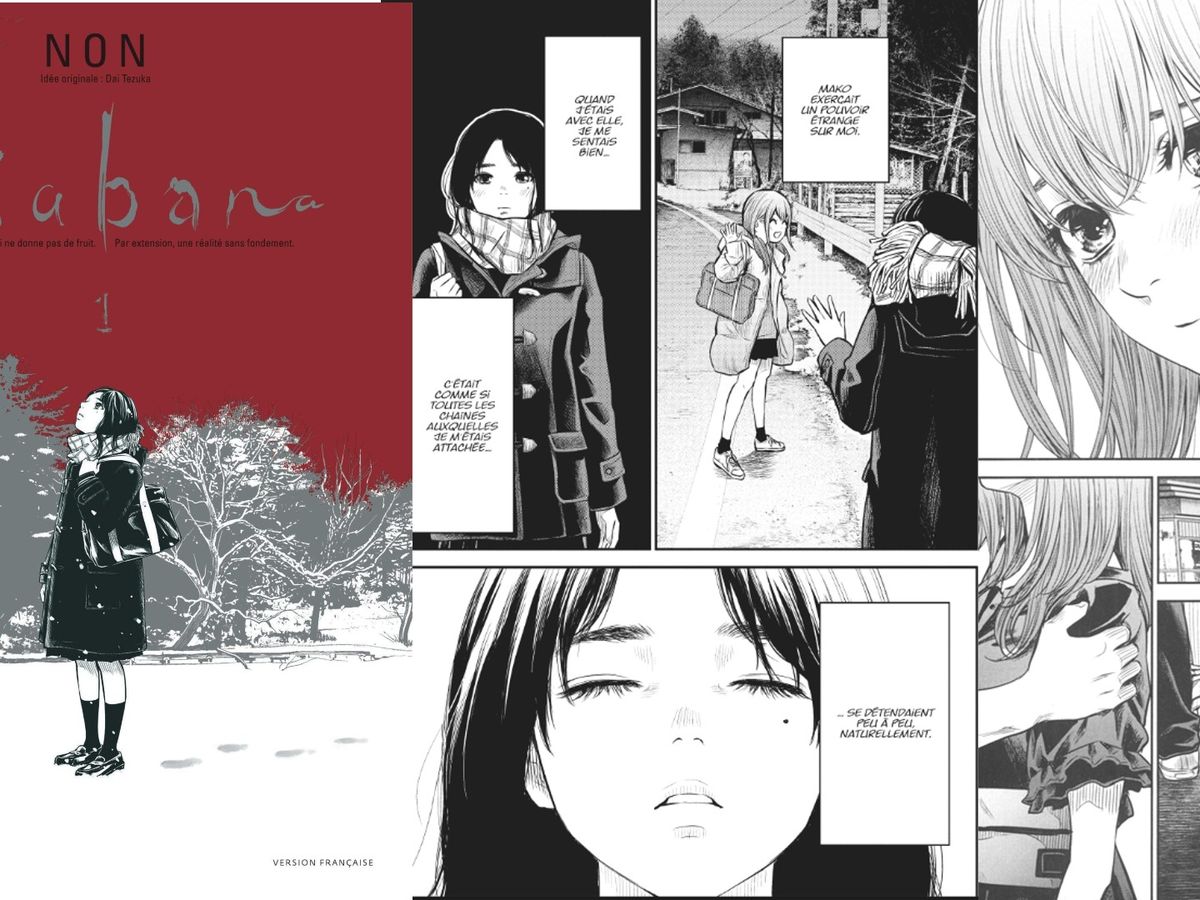 NON
Idée originale : Dai Tezuka
abana
i ne donne pas de fruit. Par extension, une réalité sans fondement.
1
VERSION FRANÇAISE
QUAND
J'ÉTAIS
AVEC ELLE,
JE ME
SENTAIS
BIEN...
C'ÉTAIT
COMME SI
TOUTES LES
CHAÎNES
AUXQUELLES
JE M'ÉTAIS
ATTACHÉE...
MAKO
EXERÇAIT
UN POUVOIR
ÉTRANGE
SUR MOI.
... SE DÉTENDAIENT
PEU À PEU,
NATURELLEMENT.